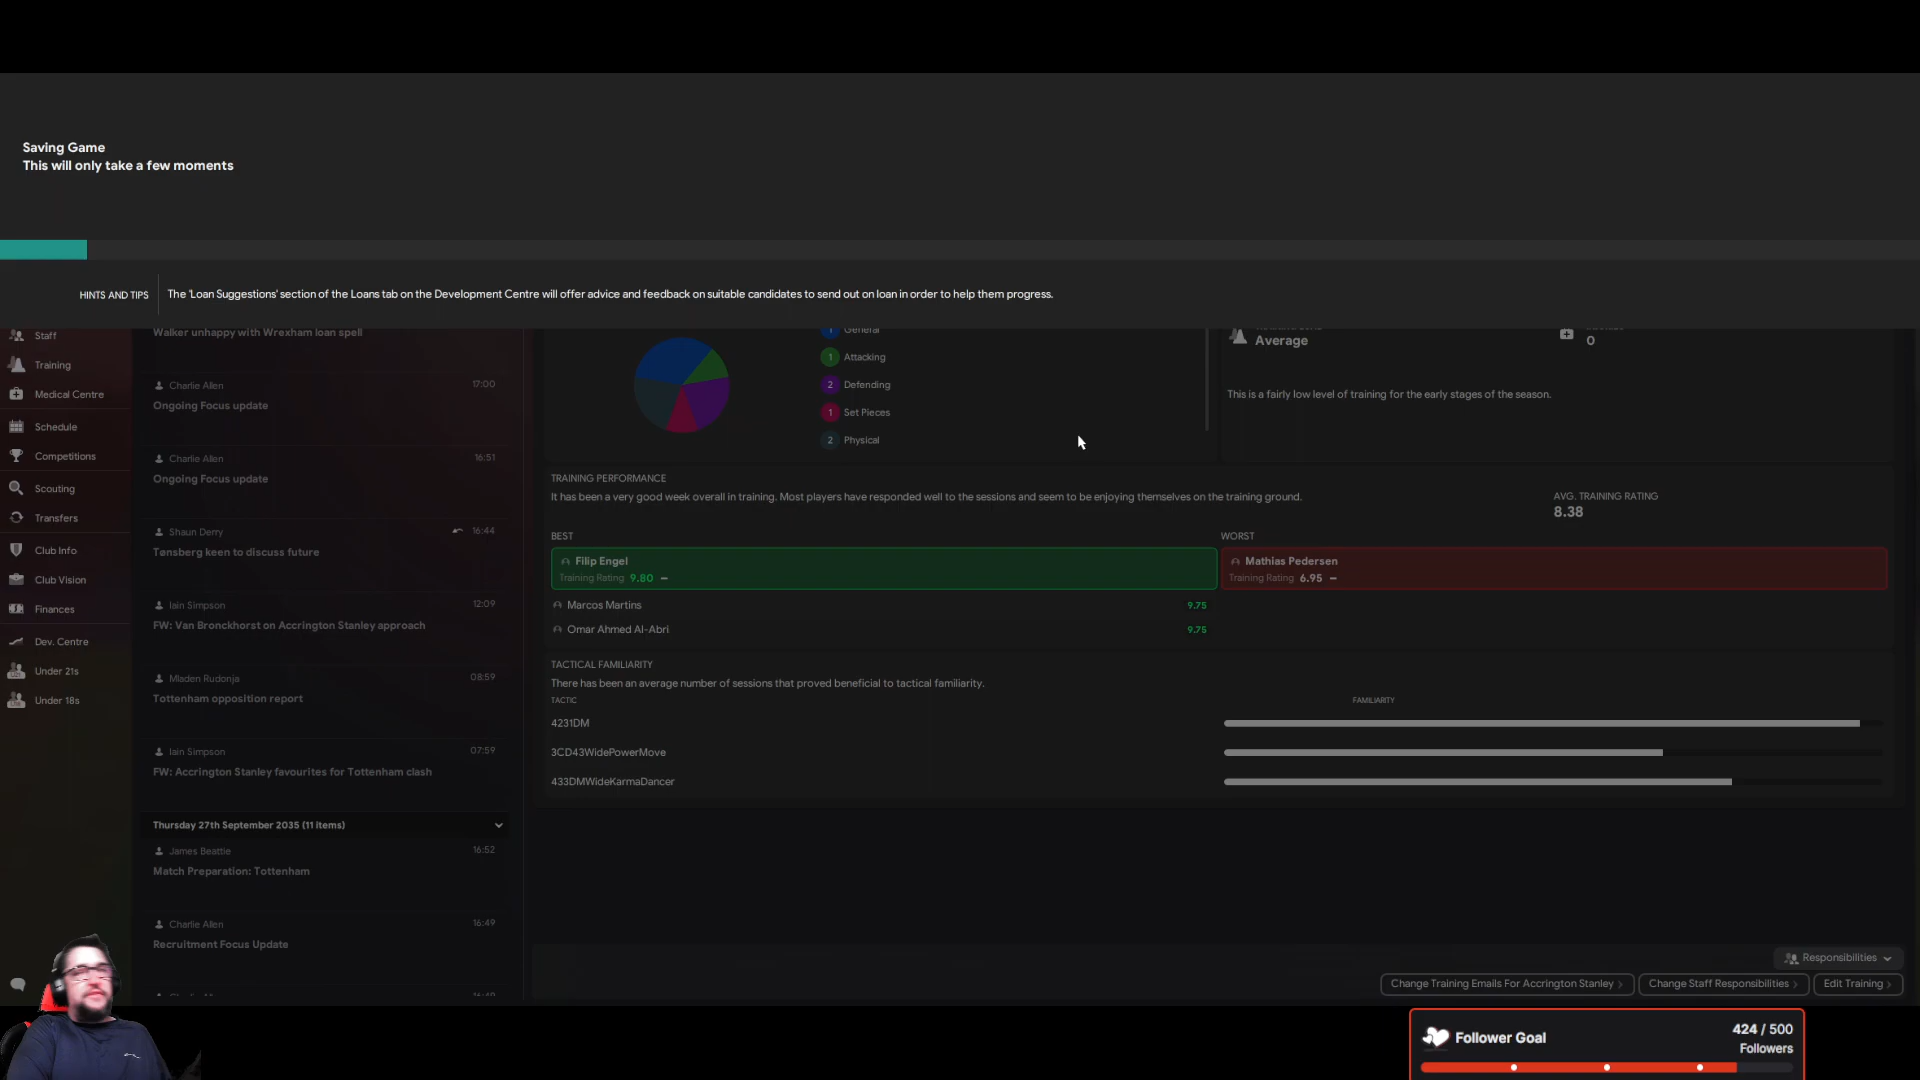 Saving Game
This will only take a few moments
HINTS AND TIPS
The 'Loan Suggestions' section of the Loans tab on the Development Centre will offer advice and feedback on suitable candidates to send out on loan in order to help them progress.
Staff
Training
Medical Centre
Schedule
Competitions
Scouting
Transfers
Club Info
Club Vision
Finances
Dev. Centre
Under 21s
Under 18s
Walker unhappy with Wrexham loan spell
Charlie Allen 17:00
Ongoing Focus update
Charlie Allen 16:51
Ongoing Focus update
Shaun Derry 16:44
Tønsberg keen to discuss future
Iain Simpson 12:09
FW: Van Bronckhorst on Accrington Stanley approach
Mladen Rudonja 08:59
Tottenham opposition report
Iain Simpson 07:59
FW: Accrington Stanley favourites for Tottenham clash
Thursday 27th September 2035 (11 items)
James Beattie 16:52
Match Preparation: Tottenham
Charlie Allen 16:49
Recruitment Focus Update
1 General
1 Attacking
2 Defending
1 Set Pieces
2 Physical
Average
0
This is a fairly low level of training for the early stages of the season.
TRAINING PERFORMANCE
It has been a very good week overall in training. Most players have responded well to the sessions and seem to be enjoying themselves on the training ground.
AVG. TRAINING RATING
8.38
BEST
Filip Engel
Training Rating 9.80 –
Marcos Martins 9.75
Omar Ahmed Al-Abri 9.75
WORST
Mathias Pedersen
Training Rating 6.95 –
TACTICAL FAMILIARITY
There has been an average number of sessions that proved beneficial to tactical familiarity.
TACTIC FAMILIARITY
4231DM
3CD43WidePowerMove
433DMWideKarmaDancer
Responsibilities
Change Training Emails For Accrington Stanley >
Change Staff Responsibilities >
Edit Training >
Follower Goal
424 / 500
Followers